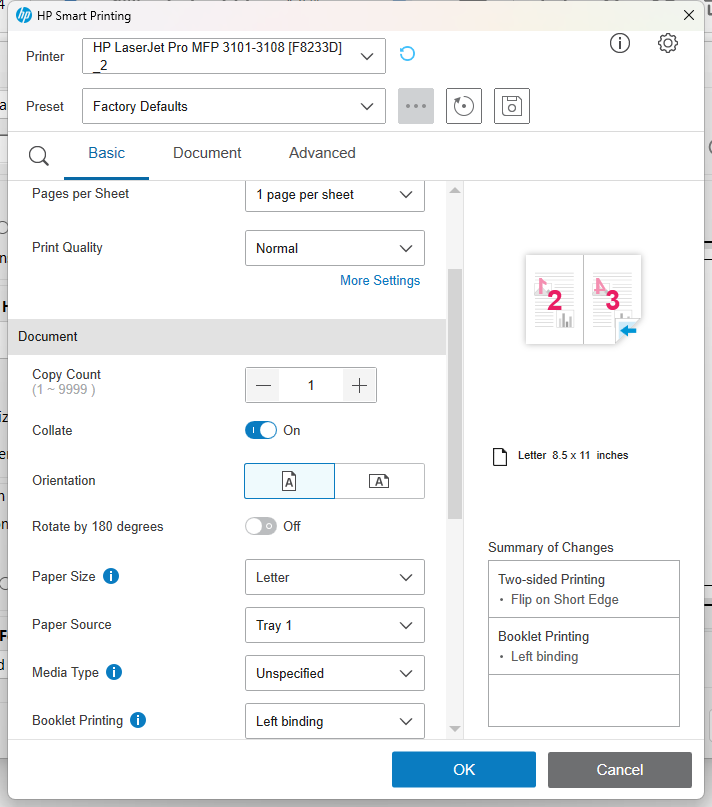 HP Smart Printing
Printer
HP LaserJet Pro MFP 3101-3108 [F8233D]
_2
Preset
Factory Defaults
Basic
Document
Advanced
Pages per Sheet
1 page per sheet
Print Quality
Normal
More Settings
Document
Copy Count
(1 ~ 9999 )
1
Collate
On
Orientation
A
A
Rotate by 180 degrees
Off
Paper Size
Letter
Paper Source
Tray 1
Media Type
Unspecified
Booklet Printing
Left binding
1 4
2 3
Letter 8.5 x 11 inches
Summary of Changes
Two-sided Printing
• Flip on Short Edge
Booklet Printing
• Left binding
OK
Cancel